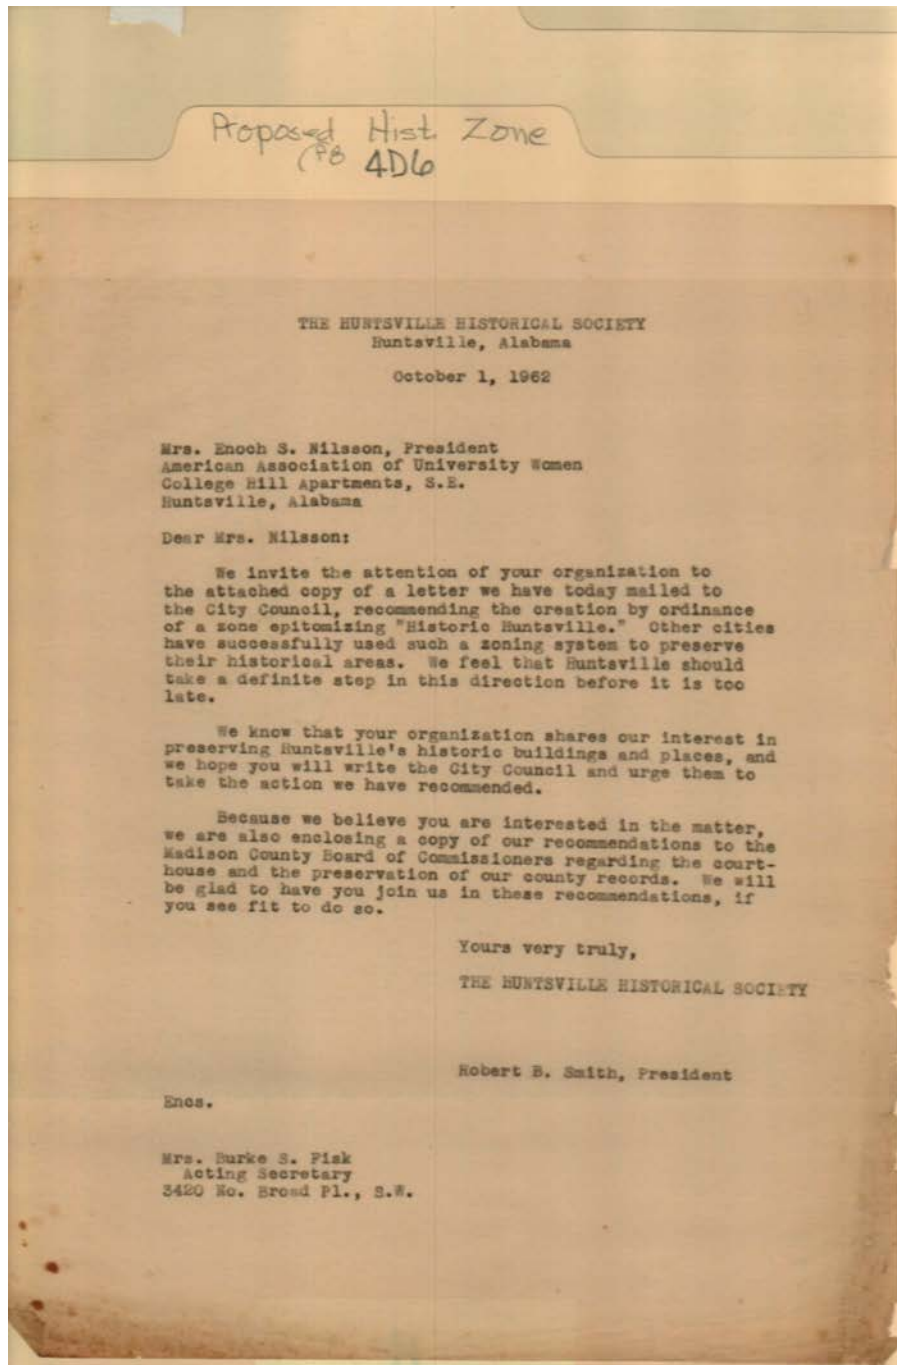 Proposed Hist. Zone
4D6
THE HUNTSVILLE HISTORICAL SOCIETY
Huntsville, Alabama
October 1, 1962
Mrs. Enoch S. Nilsson, President
American Association of University Women
College Hill Apartments, S.E.
Huntsville, Alabama
Dear Mrs. Nilsson:
We invite the attention of your organization to
the attached copy of a letter we have today mailed to
the City Council, recommending the creation by ordinance
of a zone epitomizing "Historic Huntsville." Other cities
have successfully used such a zoning system to preserve
their historical areas. We feel that Huntsville should
take a definite step in this direction before it is too
late.
We know that your organization shares our interest in
preserving Huntsville's historic buildings and places, and
we hope you will write the City Council and urge them to
take the action we have recommended.
Because we believe you are interested in the matter,
we are also enclosing a copy of our recommendations to the
Madison County Board of Commissioners regarding the court-
house and the preservation of our county records. We will
be glad to have you join us in these recommendations, if
you see fit to do so.
Yours very truly,
THE HUNTSVILLE HISTORICAL SOCIETY
Robert B. Smith, President
Encs.
Mrs. Burke S. Fisk
Acting Secretary
3420 No. Broad Pl., S.W.